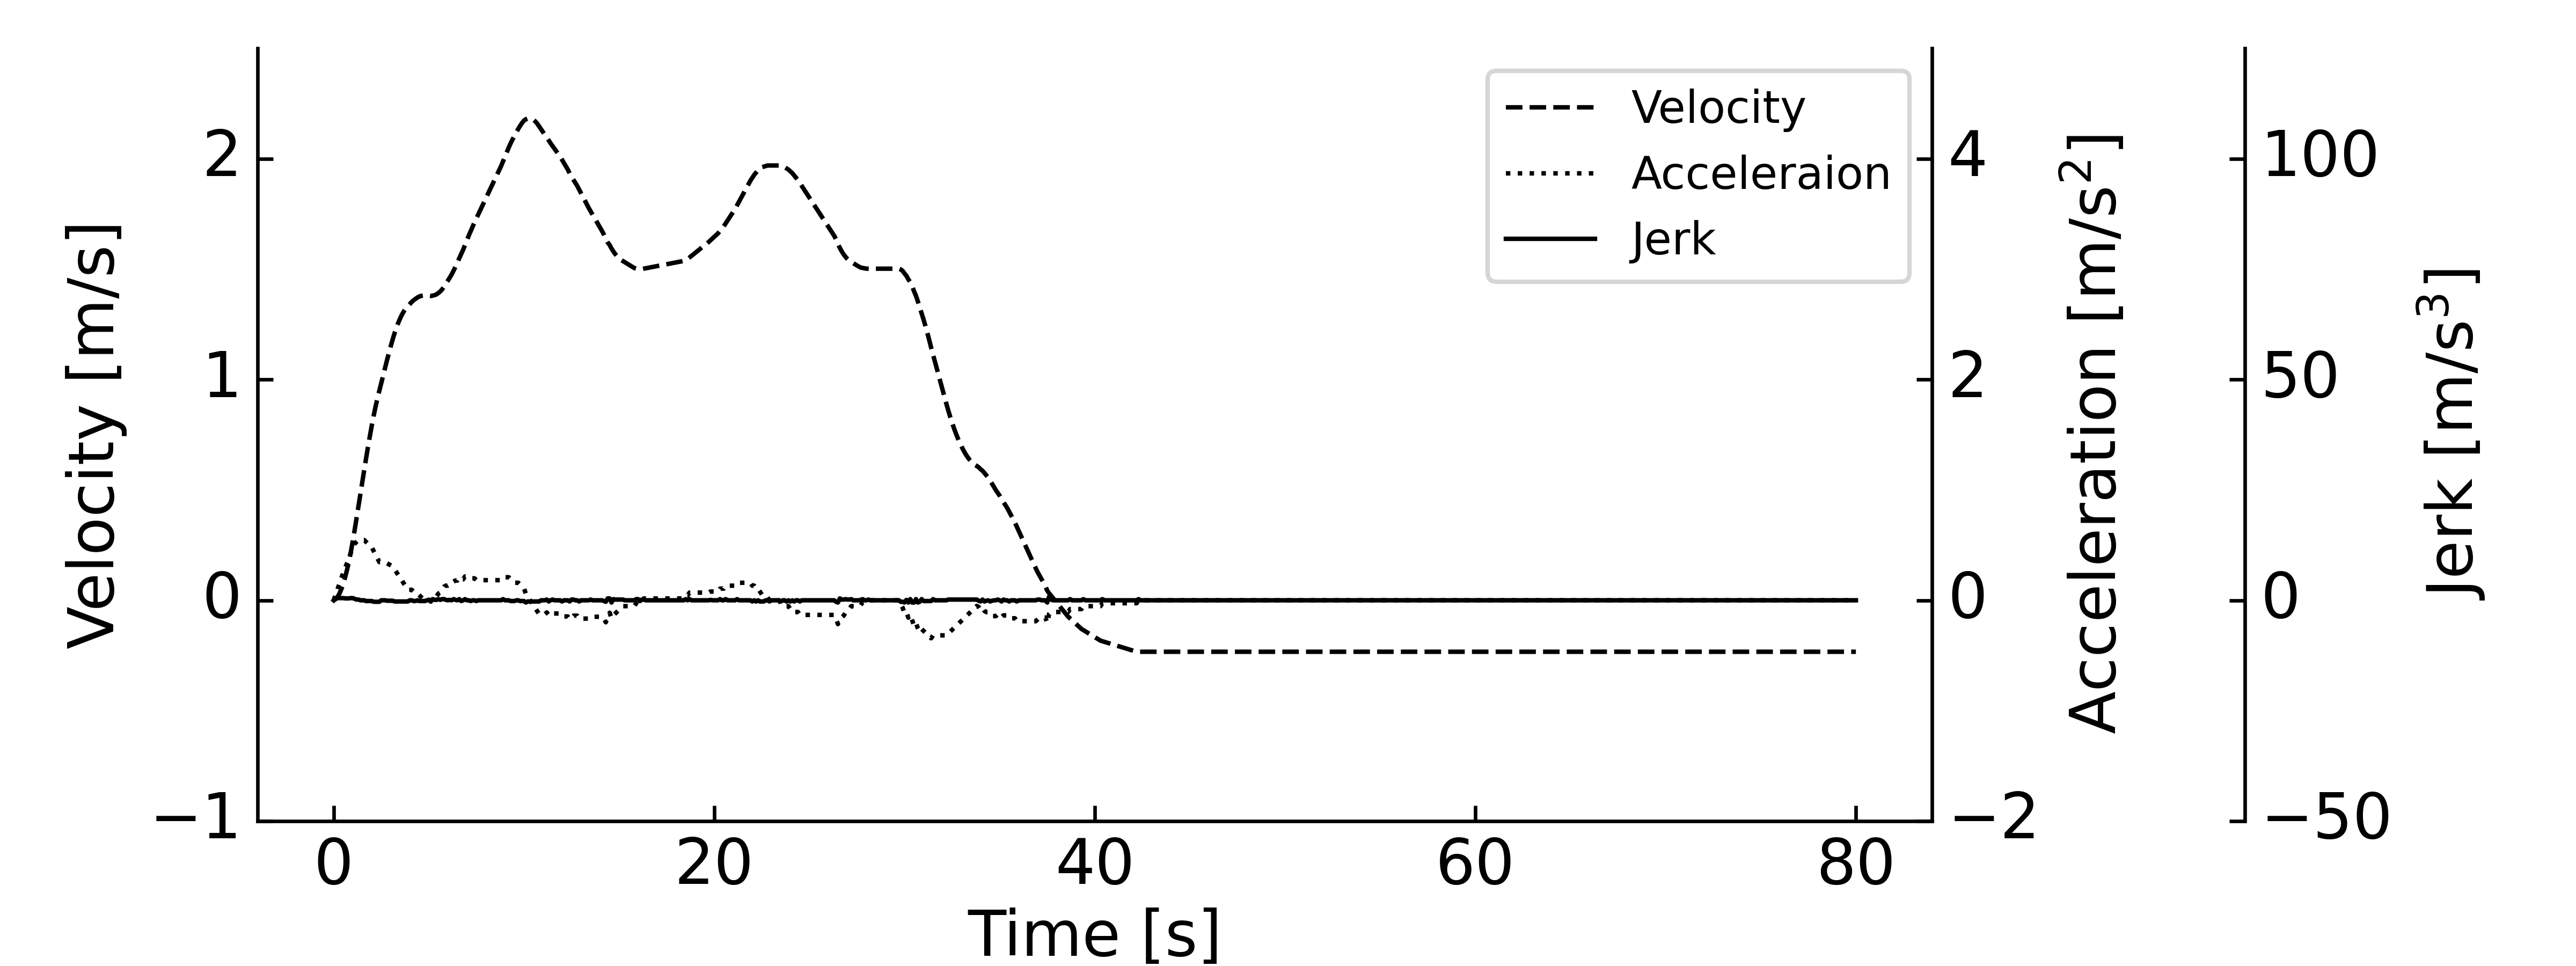 Velocity [m/s]
2
1
0
−1
0 20 40 60 80
Time [s]
Velocity
Acceleraion
Jerk
4
2
0
−2
Acceleration [m/s²]
100
50
0
−50
Jerk [m/s³]